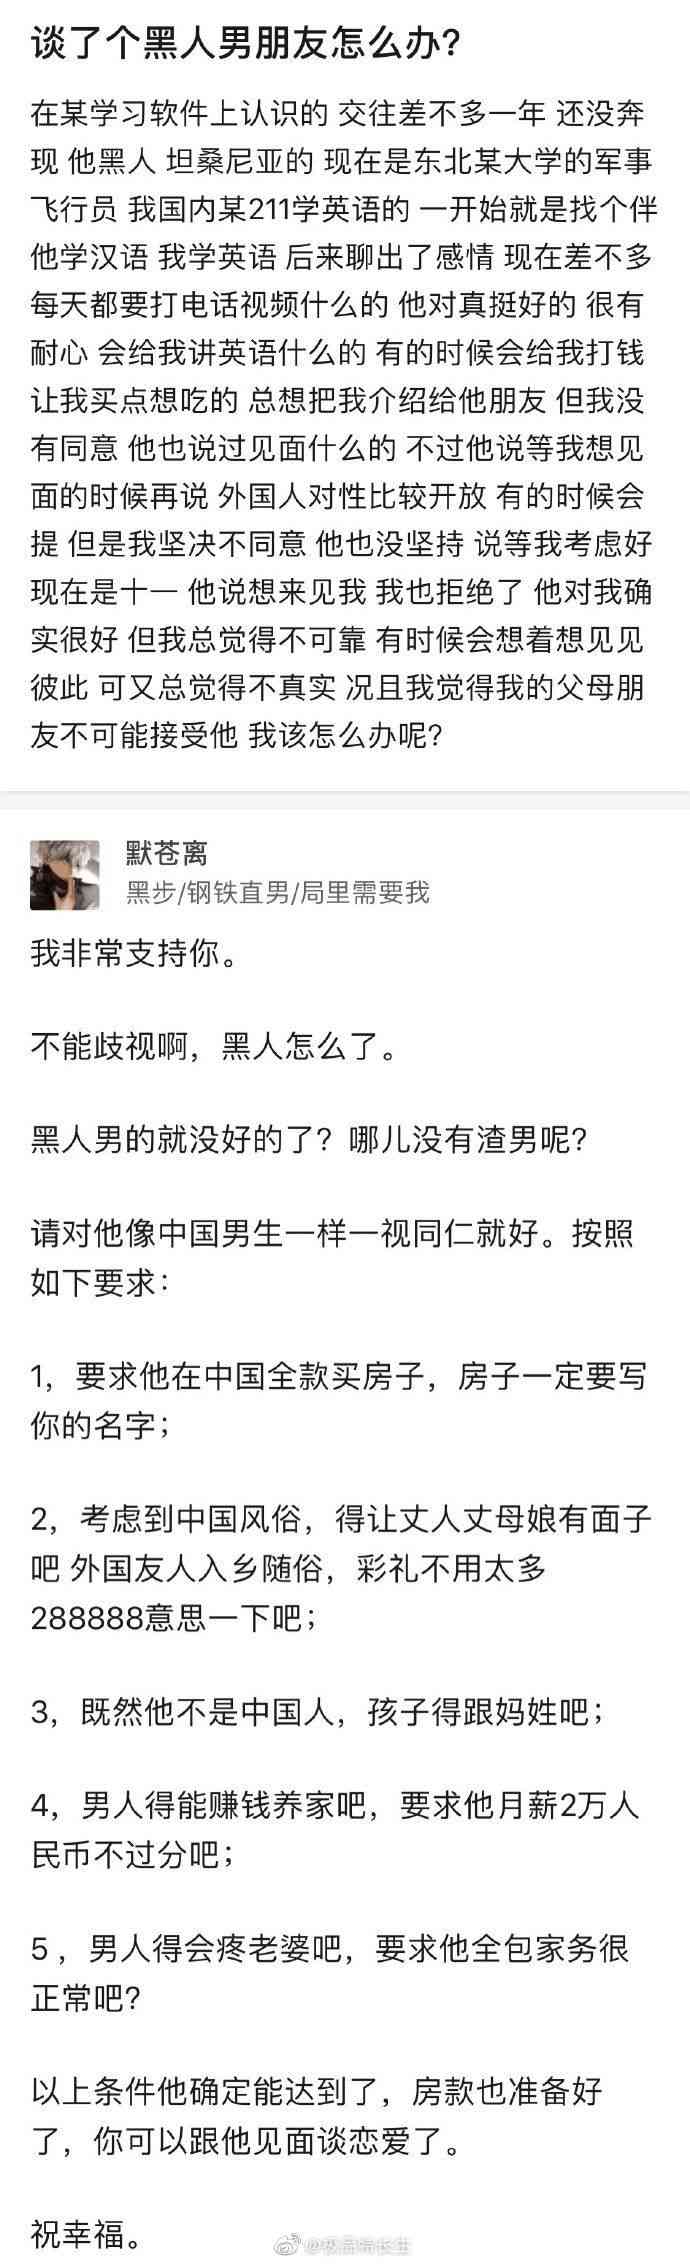 谈了个黑人男朋友怎么办?
在某学习软件上认识的 交往差不多一年 还没奔
现 他黑人 坦桑尼亚的 现在是东北某大学的军事
飞行员 我国内某211学英语的 一开始就是找个伴
他学汉语 我学英语 后来聊出了感情 现在差不多
每天都要打电话视频什么的 他对真挺好的 很有
耐心 会给我讲英语什么的 有的时候会给我打钱
让我买点想吃的 总想把我介绍给他朋友 但我没
有同意 他也说过见面什么的 不过他说等我想见
面的时候再说 外国人对性比较开放 有的时候会
提 但是我坚决不同意 他也没坚持 说等我考虑好
现在是十一 他说想来见我 我也拒绝了 他对我确
实很好 但我总觉得不可靠 有时候会想着想见见
彼此 可又总觉得不真实 况且我觉得我的父母朋
友不可能接受他 我该怎么办呢?
默苍离
黑步/钢铁直男/局里需要我
我非常支持你。
不能歧视啊，黑人怎么了。
黑人男的就没好的了？哪儿没有渣男呢？
请对他像中国男生一样一视同仁就好。按照
如下要求：
1，要求他在中国全款买房子，房子一定要写
你的名字；
2，考虑到中国风俗，得让丈人丈母娘有面子
吧 外国友人入乡随俗，彩礼不用太多
288888意思一下吧；
3，既然他不是中国人，孩子得跟妈姓吧；
4，男人得能赚钱养家吧，要求他月薪2万人
民币不过分吧；
5 ，男人得会疼老婆吧，要求他全包家务很
正常吧？
以上条件他确定能达到了，房款也准备好
了，你可以跟他见面谈恋爱了。
祝幸福。